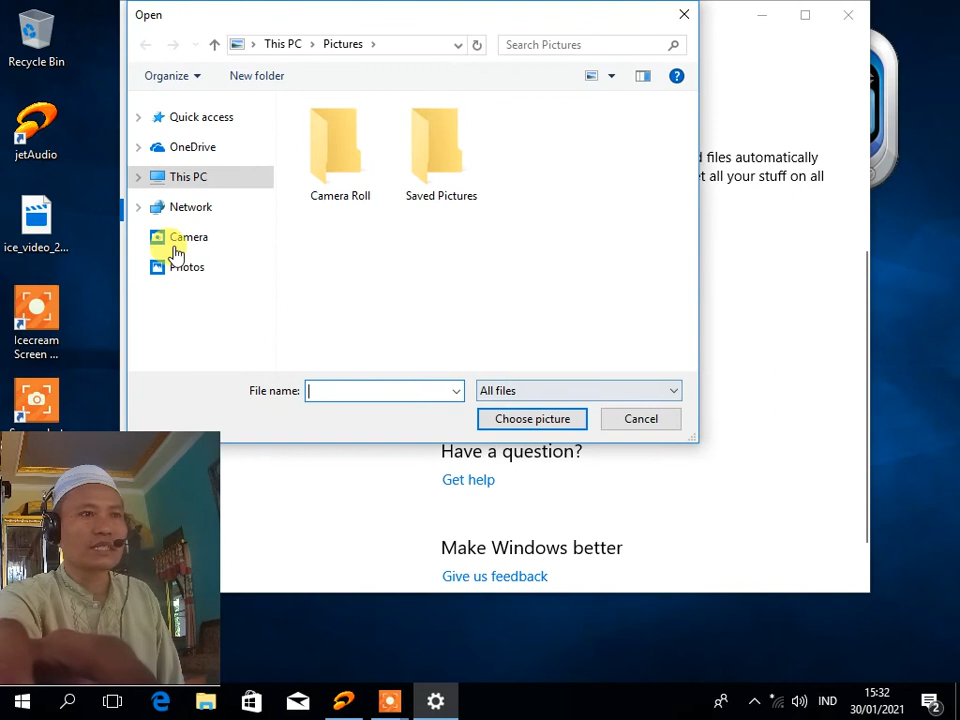 Open
This PC
Pictures
Search Pictures
Organize
New folder
Quick access
OneDrive
This PC
Network
Camera
Photos
Camera Roll
Saved Pictures
File name:
All files
Choose picture
Cancel
Recycle Bin
jetAudio
ice_video_2...
Icecream
Screen ...
files automatically
et all your stuff on all
Have a question?
Get help
Make Windows better
Give us feedback
IND
15:32
30/01/2021
2